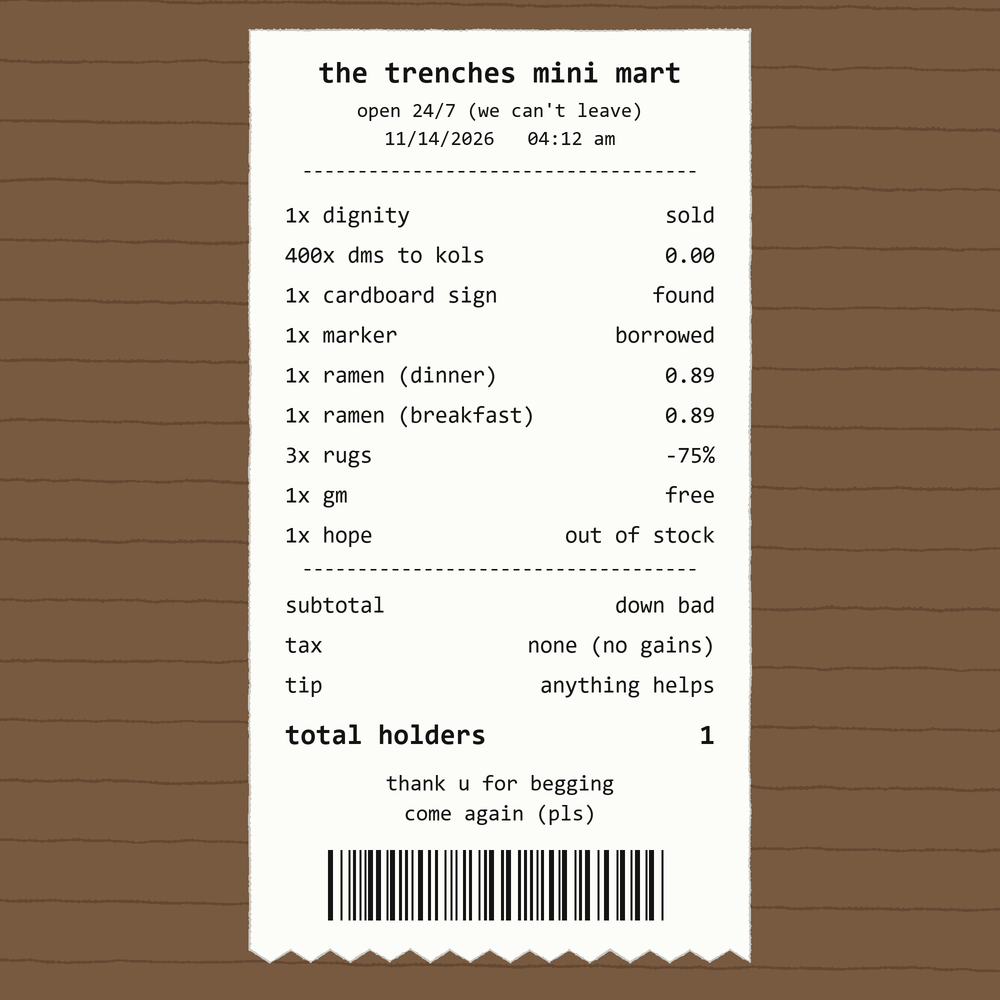 the trenches mini mart
open 24/7 (we can't leave)
11/14/2026 04:12 am
------------------------------------
1x dignity sold
400x dms to kols 0.00
1x cardboard sign found
1x marker borrowed
1x ramen (dinner) 0.89
1x ramen (breakfast) 0.89
3x rugs -75%
1x gm free
1x hope out of stock
------------------------------------
subtotal down bad
tax none (no gains)
tip anything helps
total holders 1
thank u for begging
come again (pls)